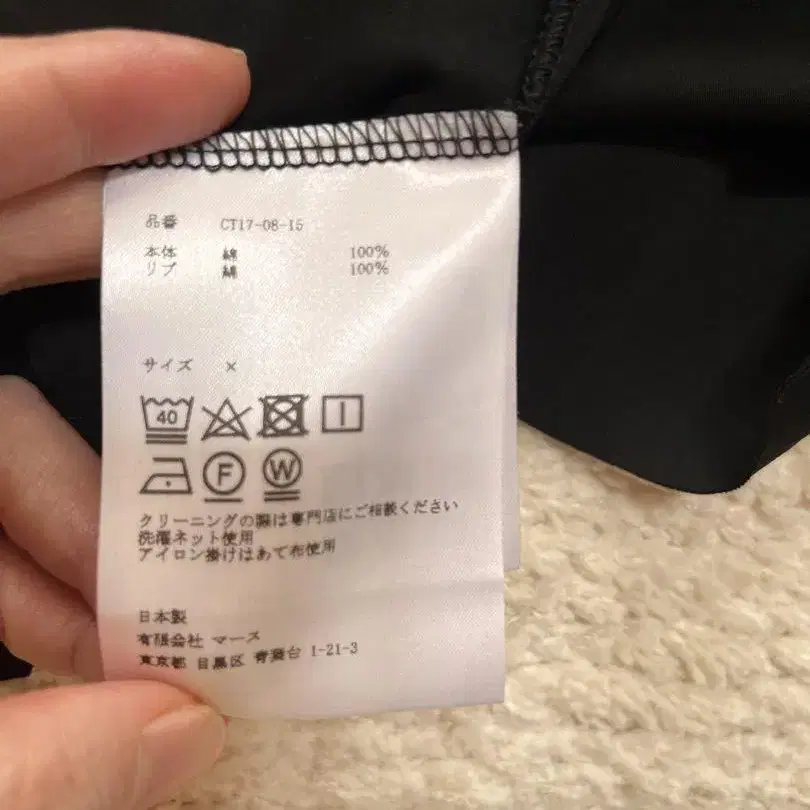 品番 CT17-08-15
本体 綿 100%
リブ 綿 100%
サイズ ×
40
F W
クリーニングの際は専門店にご相談ください
洗濯ネット使用
アイロン掛けはあて布使用
日本製
有限会社 マース
東京都 目黒区 青葉台 1-21-3